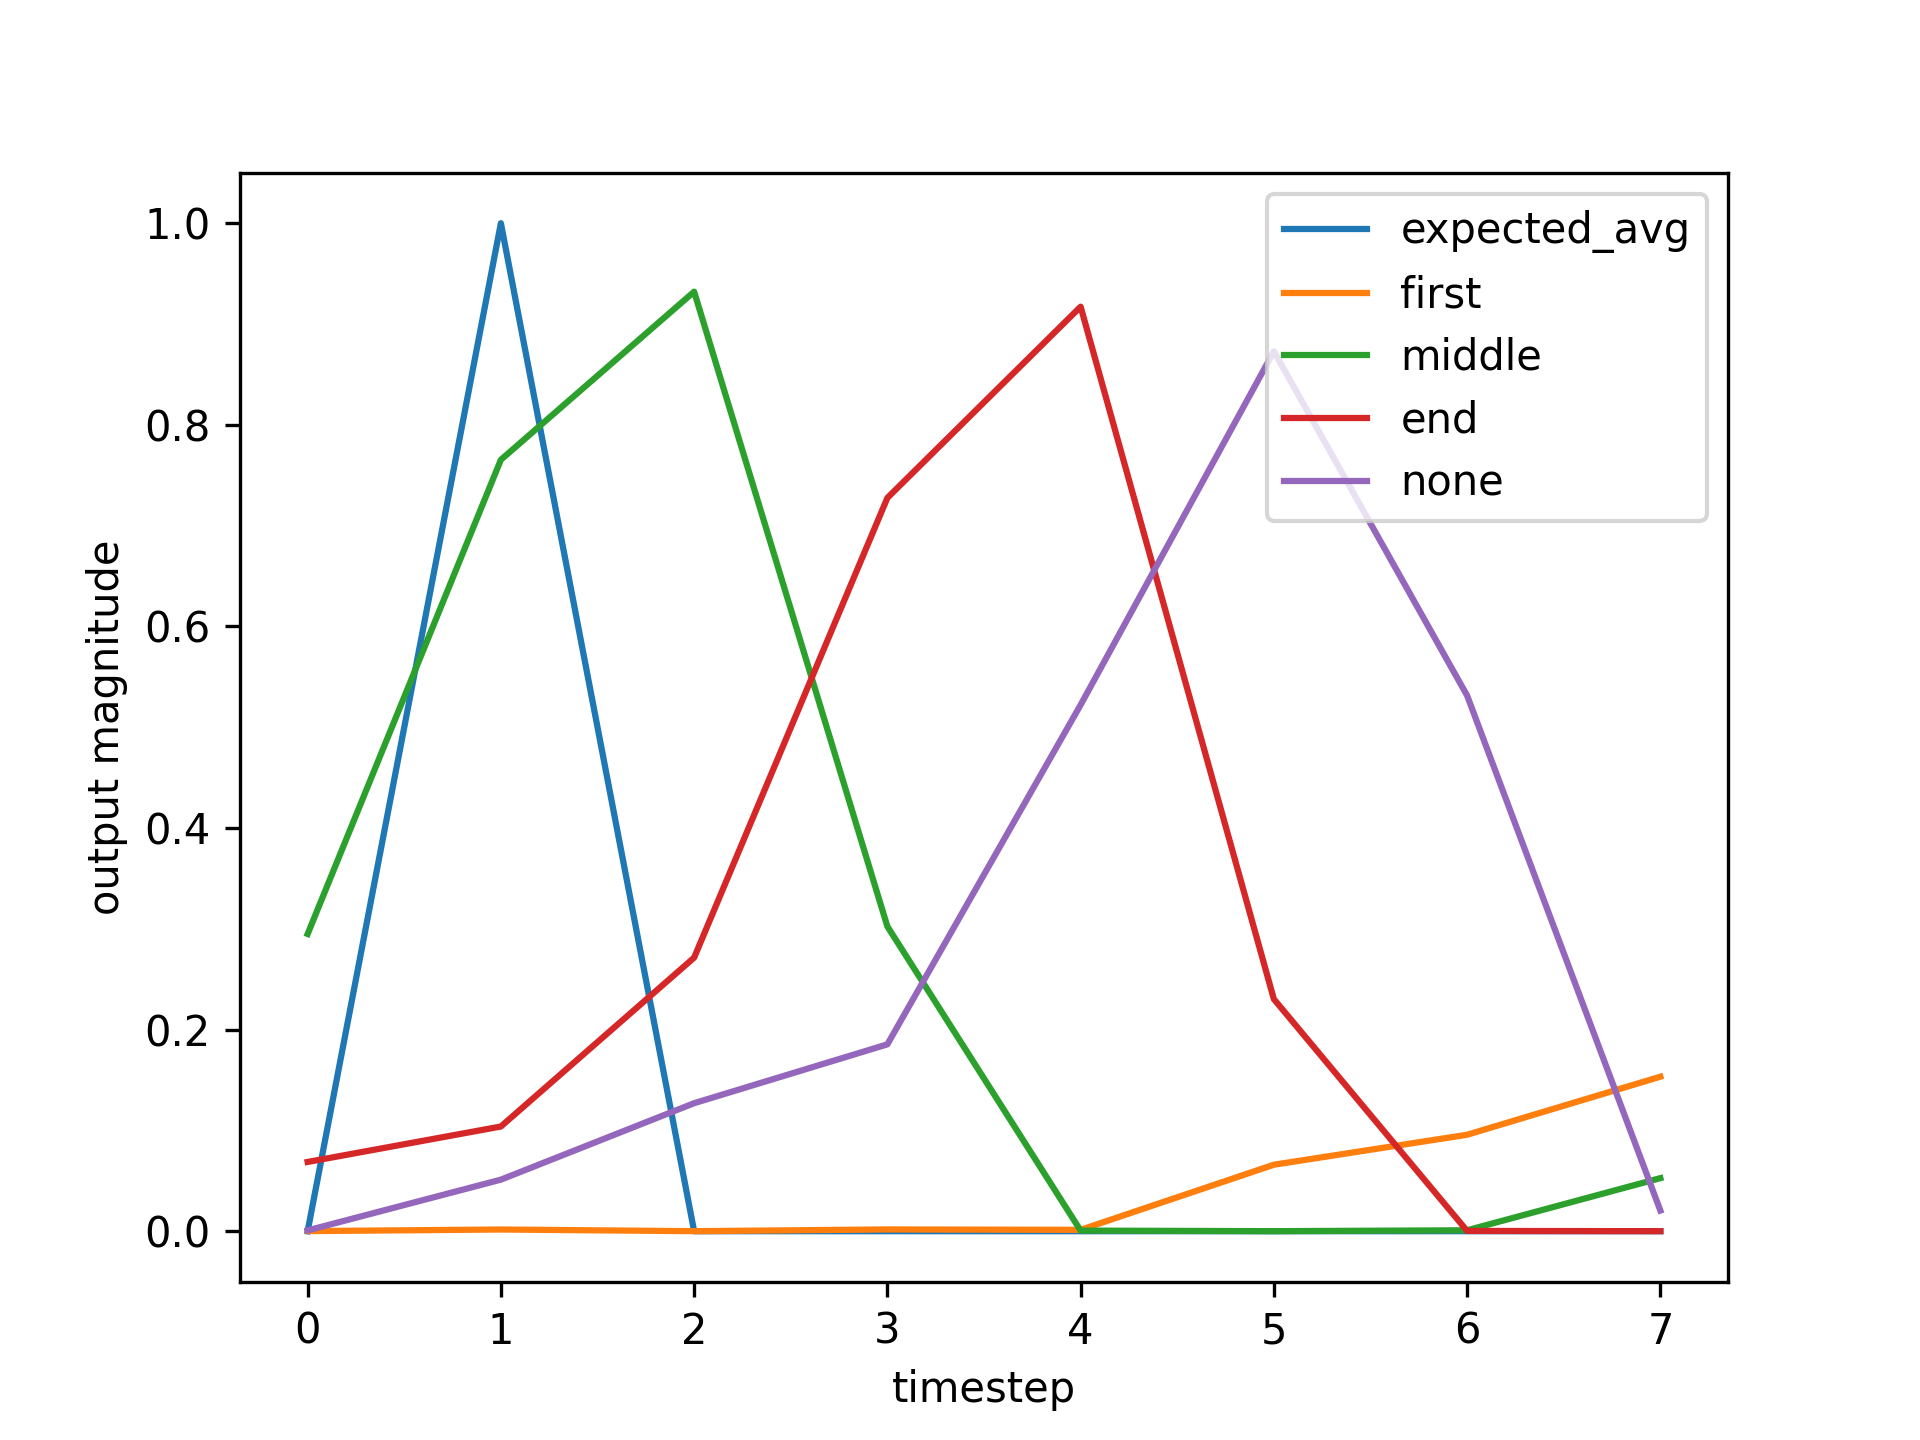 1.0
0.8
0.6
0.4
0.2
0.0
output magnitude
0 1 2 3 4 5 6 7
timestep
expected_avg
first
middle
end
none